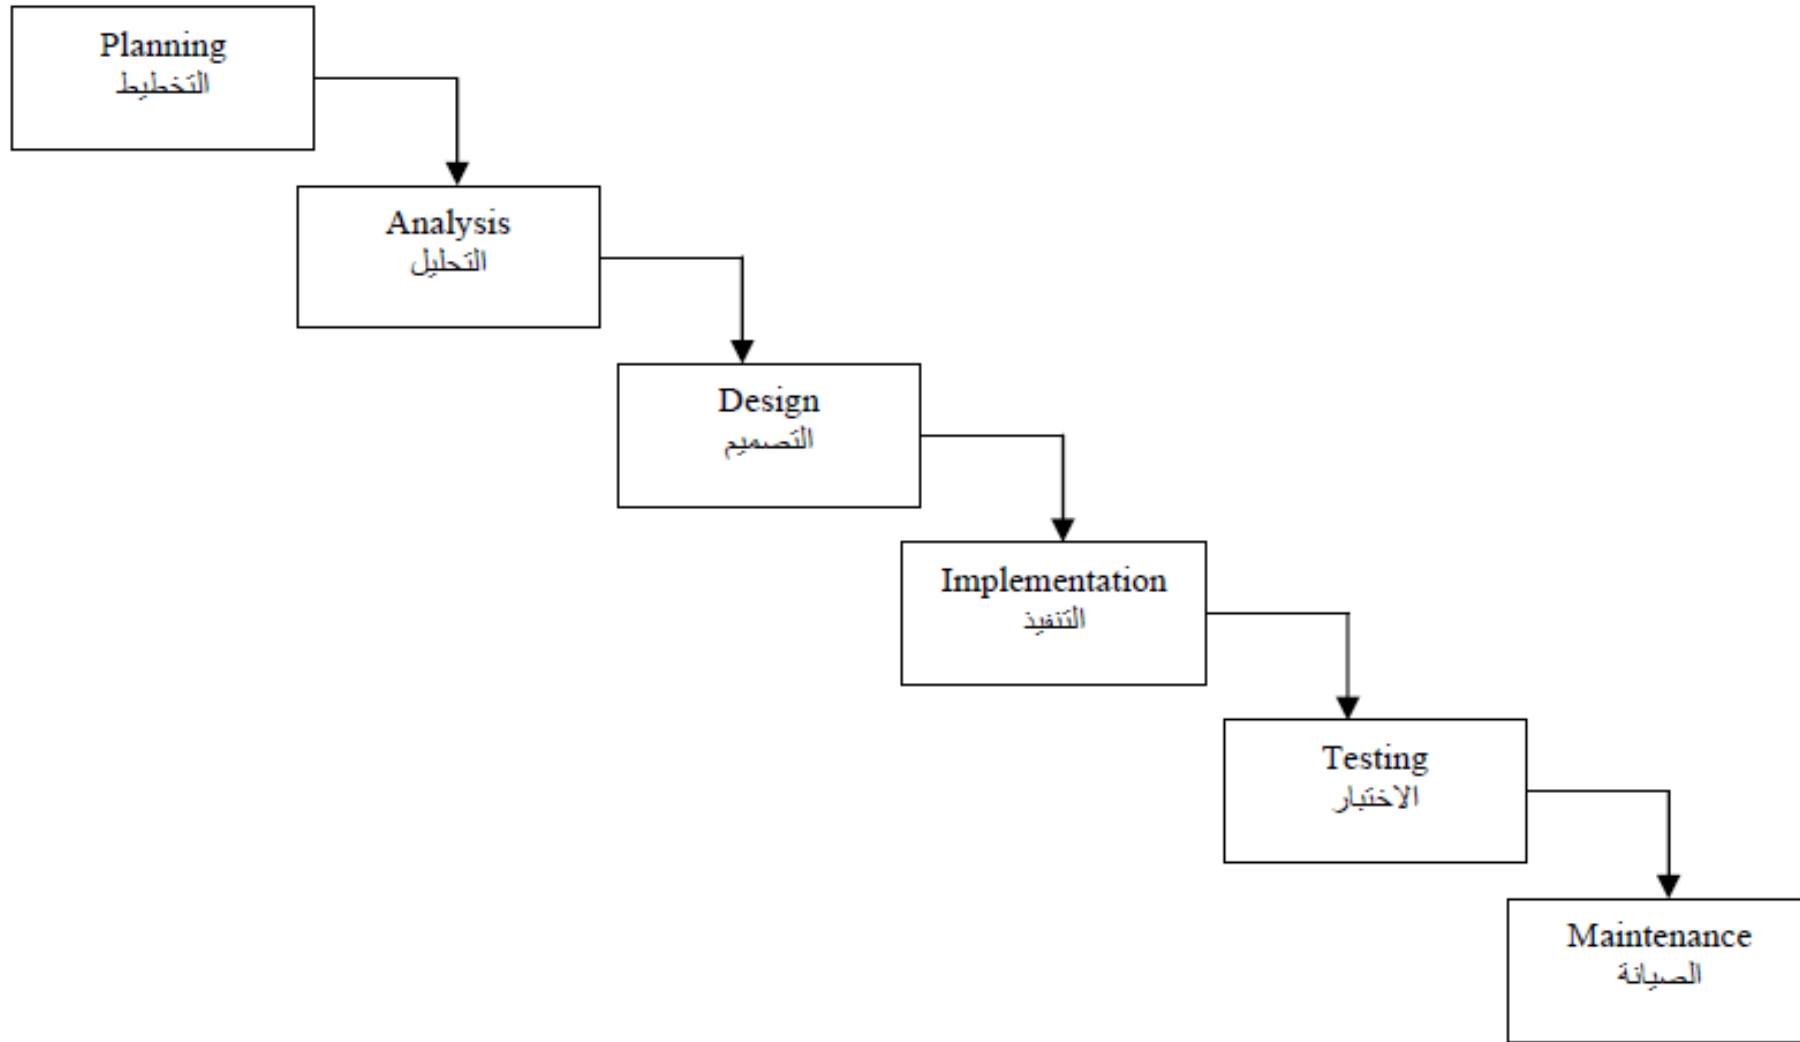 Planning
التخطيط
Analysis
التحليل
Design
التصميم
Implementation
التنفيذ
Testing
الاختبار
Maintenance
الصيانة